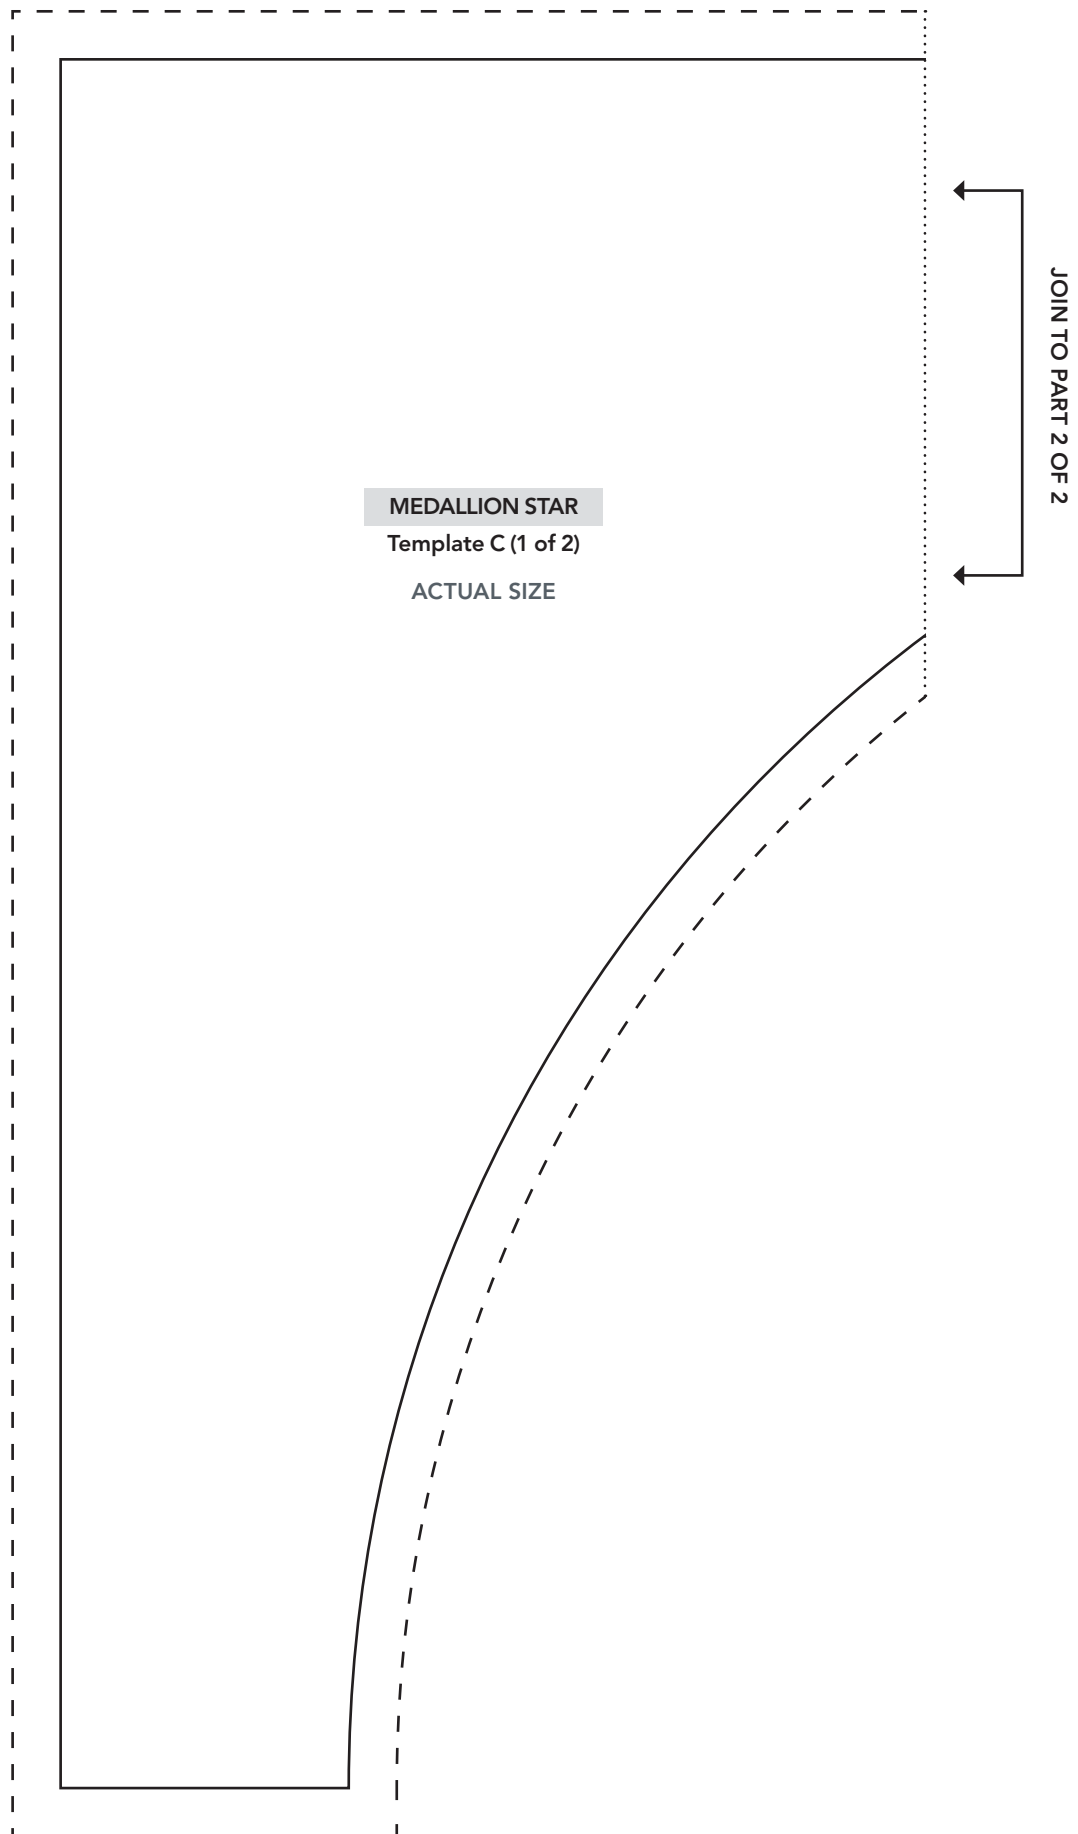 MEDALLION STAR
Template C (1 of 2)
ACTUAL SIZE
JOIN TO PART 2 OF 2